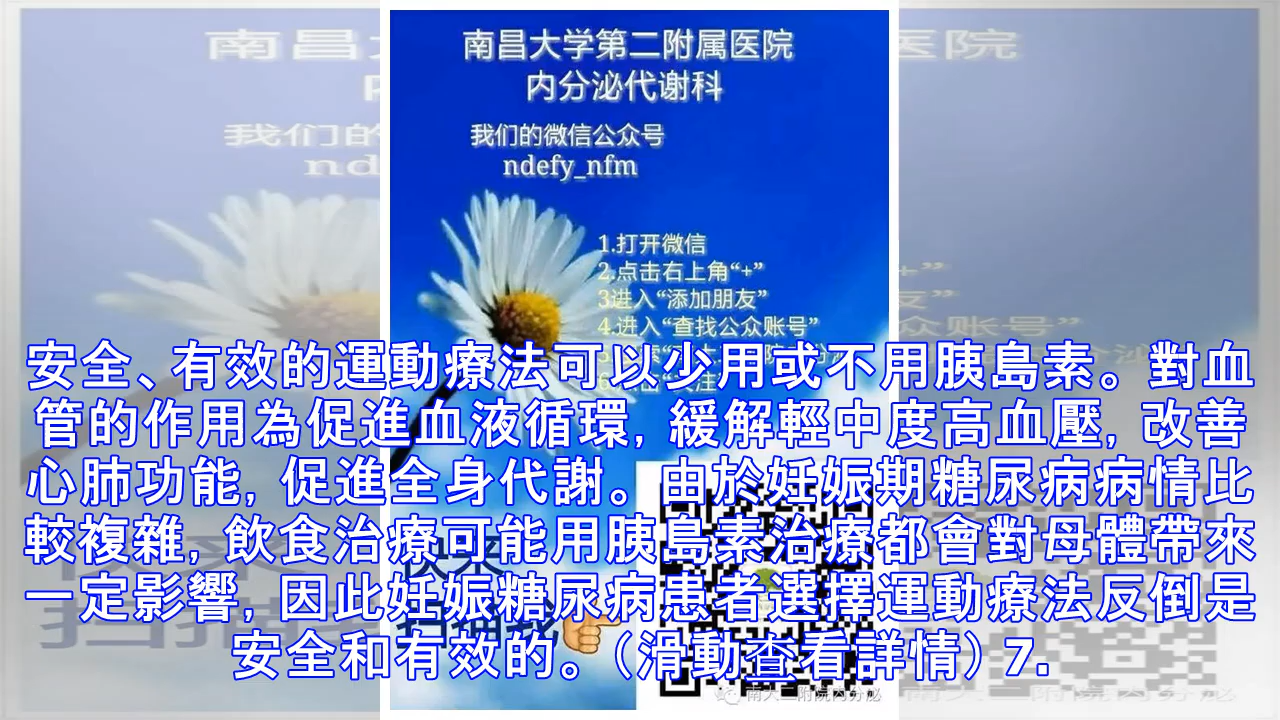 南昌大学第二附属医院
内分泌代谢科
我们的微信公众号
ndefy_nfm
1.打开微信
2.点击右上角“+”
3进入“添加朋友”
4.进入“查找公众账号”
安全、有效的運動療法可以少用或不用胰島素。對血
管的作用為促進血液循環, 緩解輕中度高血壓, 改善
心肺功能, 促進全身代謝。由於妊娠期糖尿病病情比
較複雜, 飲食治療可能用胰島素治療都會對母體帶來
一定影響, 因此妊娠糖尿病患者選擇運動療法反倒是
安全和有效的。(滑動查看詳情) 7.
南大二附院内分泌